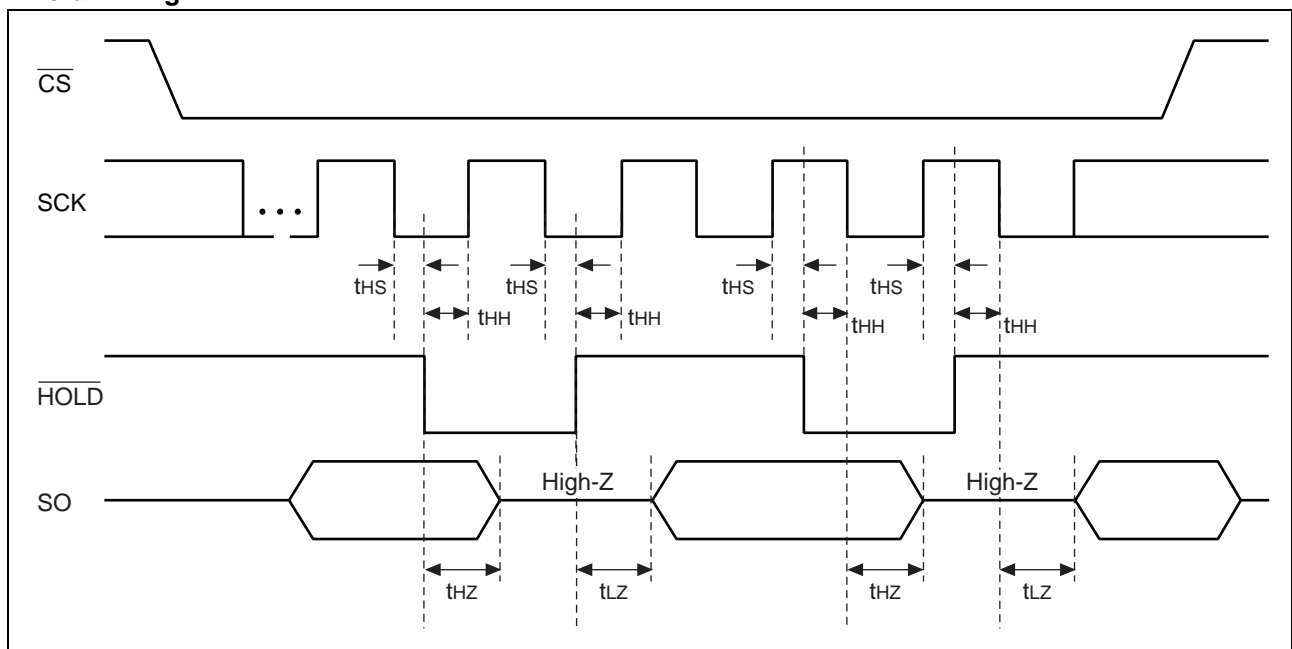 CS
SCK
tHS tHS tHS tHS
tHH tHH tHH tHH
HOLD
High-Z High-Z
SO
tHZ tLZ tHZ tLZ